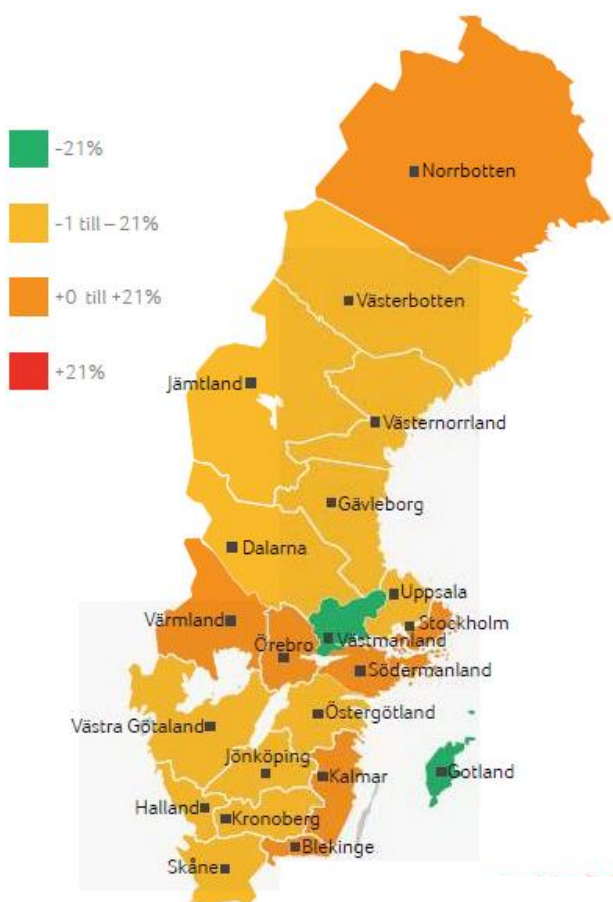 -21%
-1 till – 21%
+0 till +21%
+21%
Norrbotten
Västerbotten
Jämtland
Västernorrland
Gävleborg
Dalarna
Uppsala
Värmland
Stockholm
Västmanland
Örebro
Södermanland
Östergötland
Västra Götaland
Jönköping
Gotland
Kalmar
Halland
Kronoberg
Blekinge
Skåne